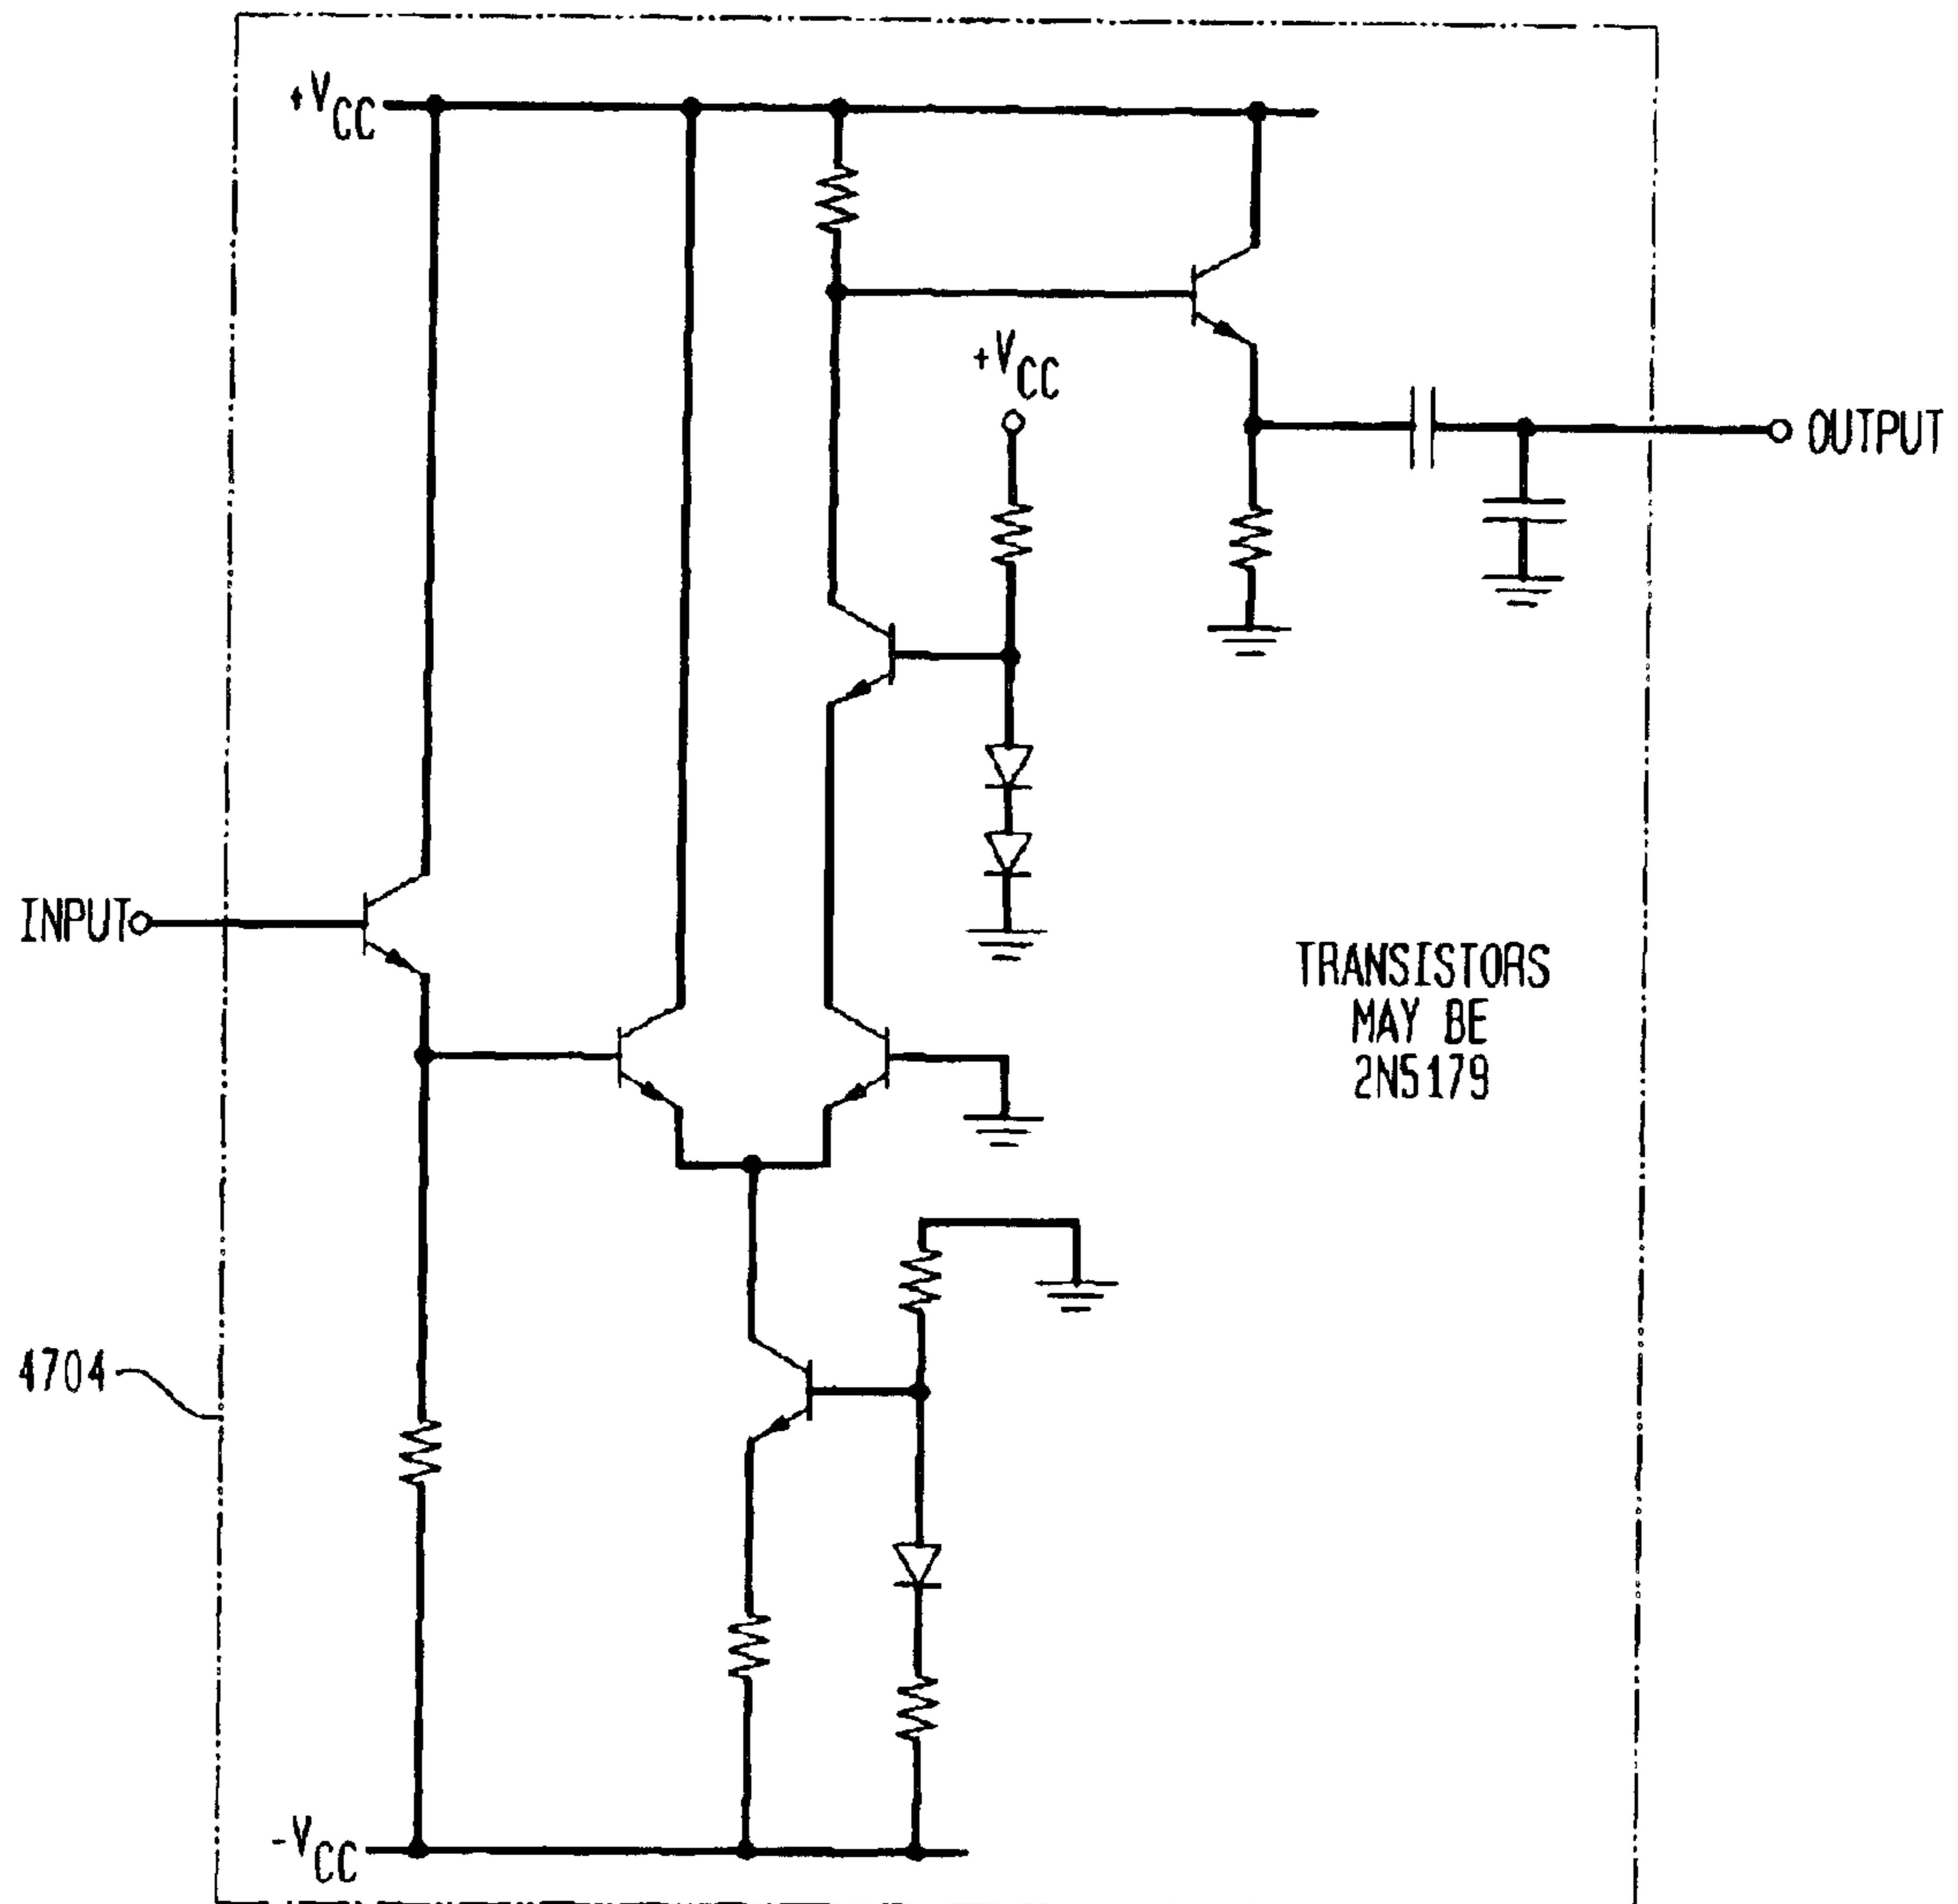 +VCC
+VCC
OUTPUT
INPUT
TRANSISTORS
MAY BE
2N5179
4704
-VCC